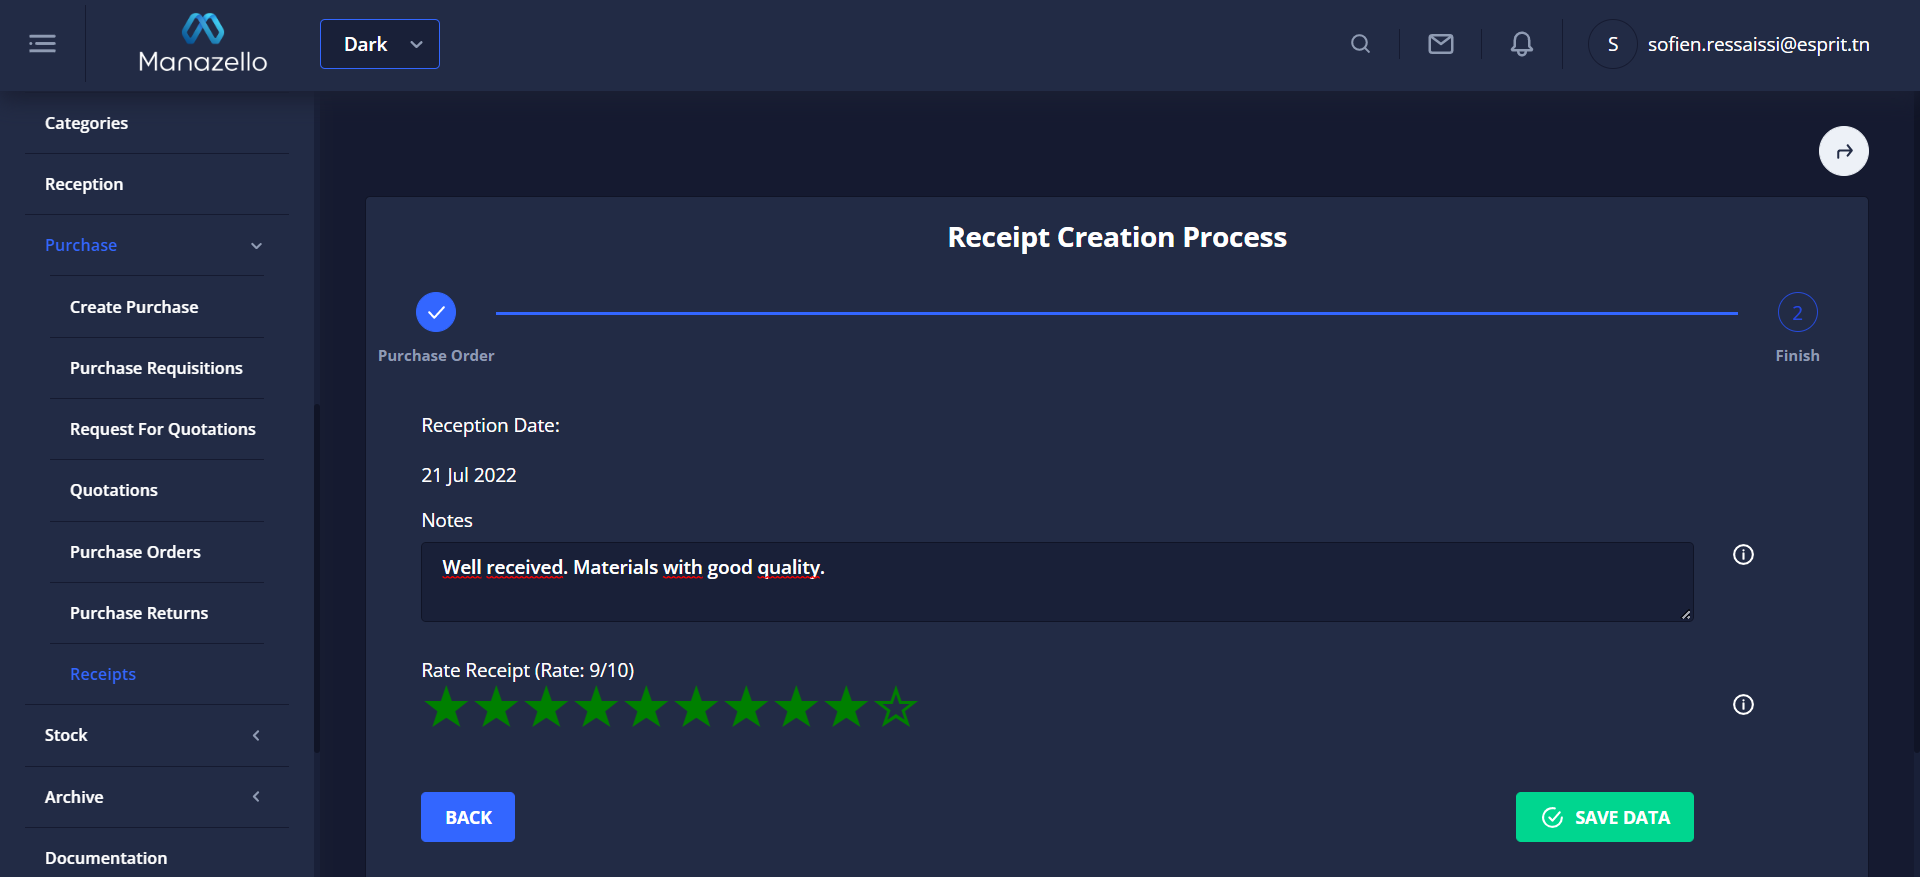 Manazello
Dark
S
sofien.ressaissi@esprit.tn
Categories
Reception
Purchase
Create Purchase
Purchase Requisitions
Request For Quotations
Quotations
Purchase Orders
Purchase Returns
Receipts
Stock
Archive
Documentation
Receipt Creation Process
2
Purchase Order
Finish
Reception Date:
21 Jul 2022
Notes
Well received. Materials with good quality.
Rate Receipt (Rate: 9/10)
BACK
SAVE DATA